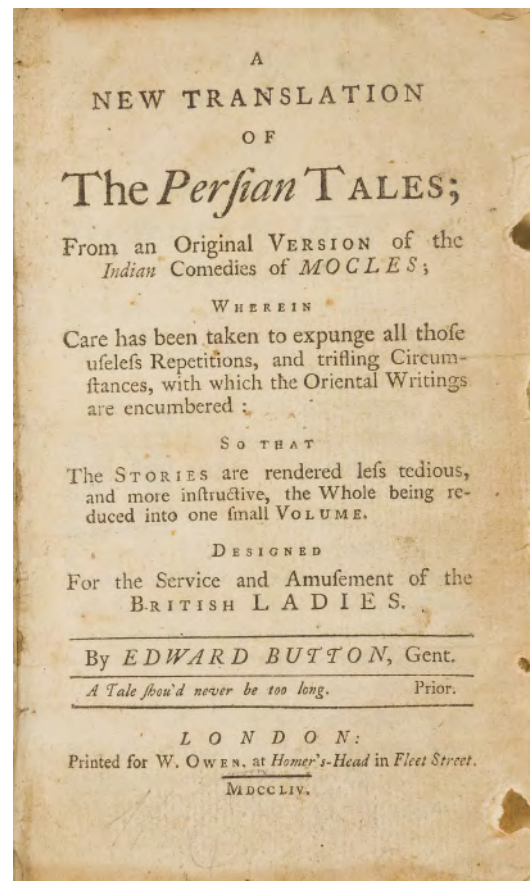 A
NEW TRANSLATION
OF
The Perſian TALES;
From an Original VERSION of the
Indian Comedies of MOCLES;
WHEREIN
Care has been taken to expunge all thoſe
uſeleſs Repetitions, and trifling Circum-
ſtances, with which the Oriental Writings
are encumbered :
SO THAT
The STORIES are rendered leſs tedious,
and more inſtructive, the Whole being re-
duced into one ſmall VOLUME.
DESIGNED
For the Service and Amuſement of the
BRITISH LADIES.
By EDWARD BUTTON, Gent.
A Tale ſhou'd never be too long. Prior.
LONDON:
Printed for W. OWEN, at Homer's-Head in Fleet Street.
MDCCLIV.